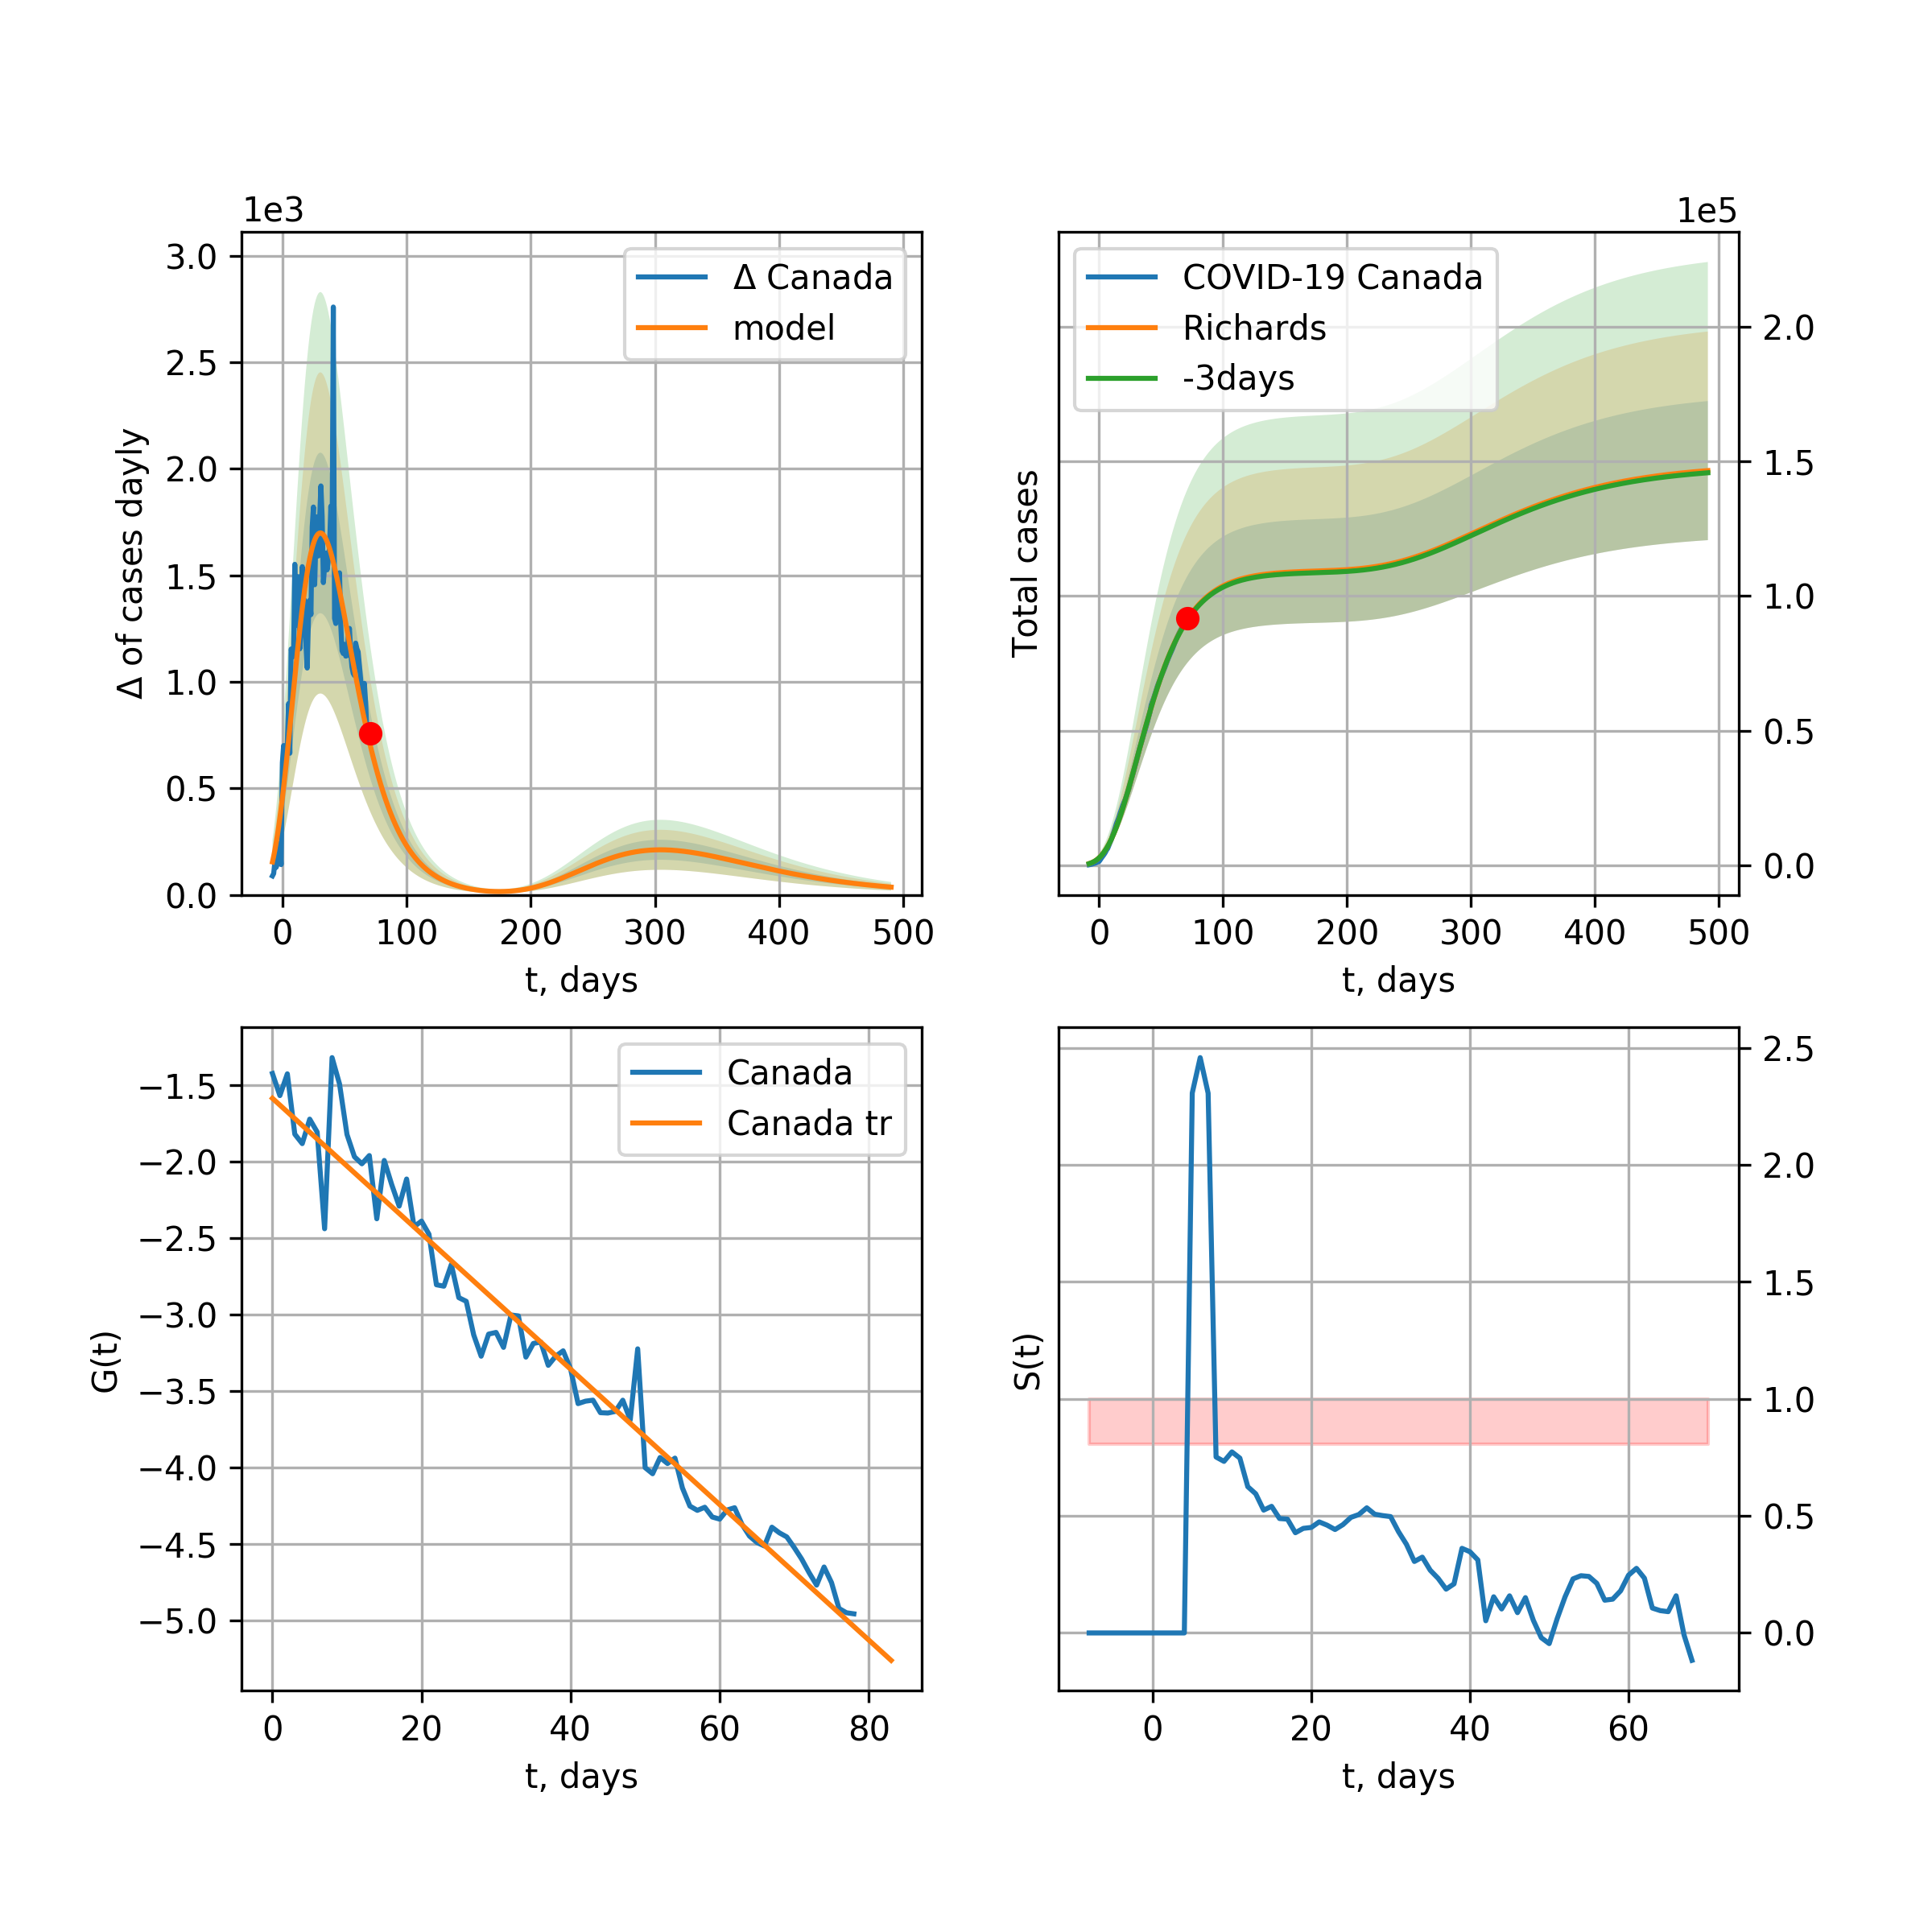 1e3
3.0
2.5
2.0
1.5
1.0
0.5
0.0
Δ of cases dayly
Δ Canada
model
0 100 200 300 400 500
t, days
1e5
COVID-19 Canada
Richards
-3days
Total cases
2.0
1.5
1.0
0.5
0.0
0 100 200 300 400 500
t, days
−1.5
−2.0
−2.5
−3.0
−3.5
−4.0
−4.5
−5.0
G(t)
Canada
Canada tr
0 20 40 60 80
t, days
S(t)
2.5
2.0
1.5
1.0
0.5
0.0
0 20 40 60
t, days